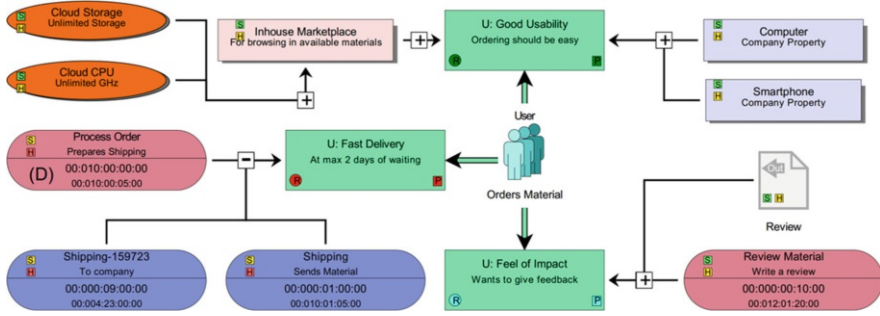 Cloud Storage
Unlimited Storage
S
H
Cloud CPU
Unlimited GHz
S
H
Inhouse Marketplace
For browsing in available materials
S
H
+
+
U: Good Usability
Ordering should be easy
R
P
+
Computer
Company Property
S
H
Smartphone
Company Property
S
H
Process Order
Prepares Shipping
S
H
(D)
00:010:00:00:00
00:010:00:05:00
U: Fast Delivery
At max 2 days of waiting
R
P
User
Orders Material
Out
S H
Review
Shipping-159723
To company
S
H
00:000:09:00:00
00:004:23:00:00
Shipping
Sends Material
S
H
00:000:01:00:00
00:010:01:05:00
U: Feel of Impact
Wants to give feedback
R
P
+
Review Material
Write a review
S
H
00:000:00:10:00
00:012:01:20:00